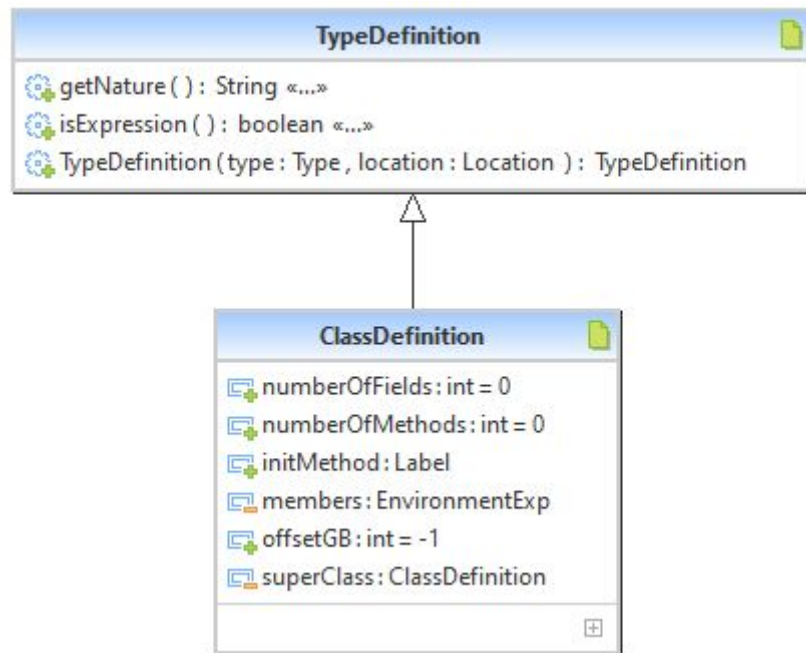 TypeDefinition
getNature ( ) : String «...»
isExpression ( ) : boolean «...»
TypeDefinition ( type : Type , location : Location ) : TypeDefinition
ClassDefinition
numberOfFields : int = 0
numberOfMethods : int = 0
initMethod : Label
members : EnvironmentExp
offsetGB : int = -1
superClass : ClassDefinition